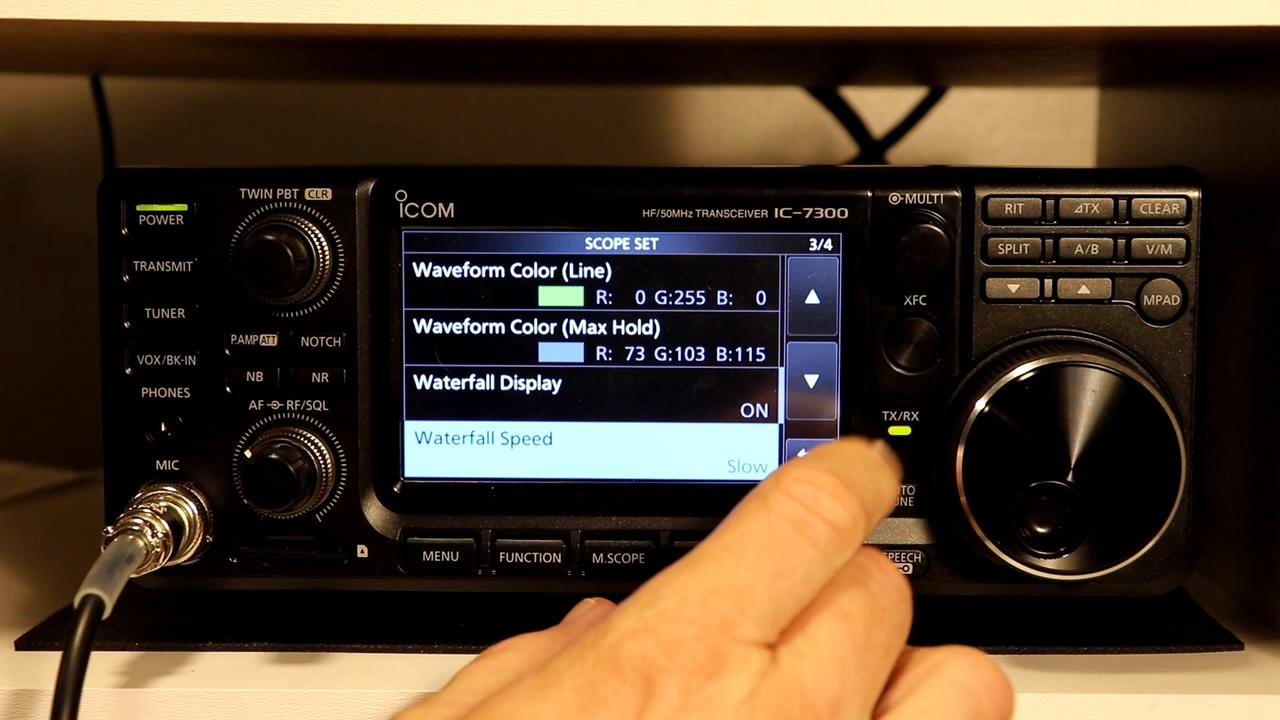 TWIN PBT CLR
POWER
TRANSMIT
TUNER
VOX/BK-IN
PHONES
MIC
P.AMP ATT
NOTCH
NB
NR
AF RF/SQL
ICOM
HF/50MHz TRANSCEIVER IC-7300
SCOPE SET 3/4
Waveform Color (Line)
R: 0 G:255 B: 0
Waveform Color (Max Hold)
R: 73 G:103 B:115
Waterfall Display
ON
Waterfall Speed
Slow
MENU
FUNCTION
M.SCOPE
MULTI
XFC
TX/RX
SPEECH
RIT
⊿TX
CLEAR
SPLIT
A/B
V/M
MPAD